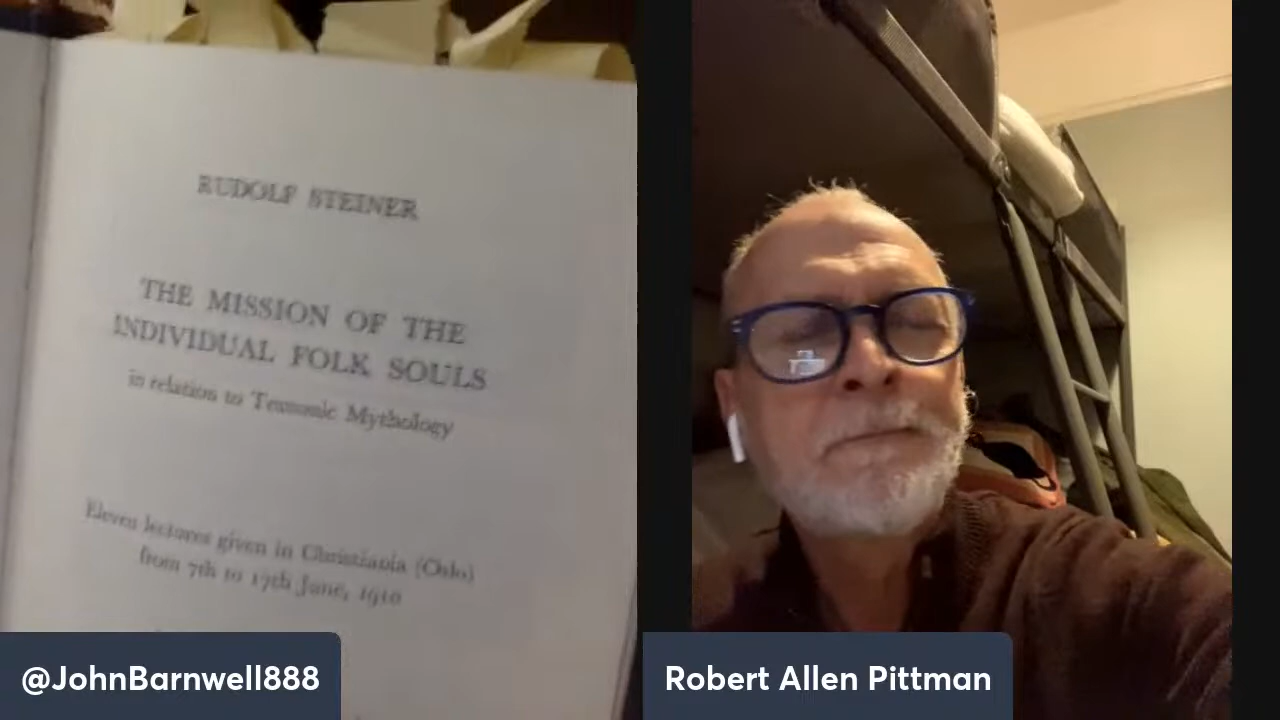 RUDOLF STEINER
THE MISSION OF THE
INDIVIDUAL FOLK SOULS
in relation to Teutonic Mythology
Eleven lectures given in Christiania (Oslo)
from 7th to 17th June, 1910
@JohnBarnwell888
Robert Allen Pittman